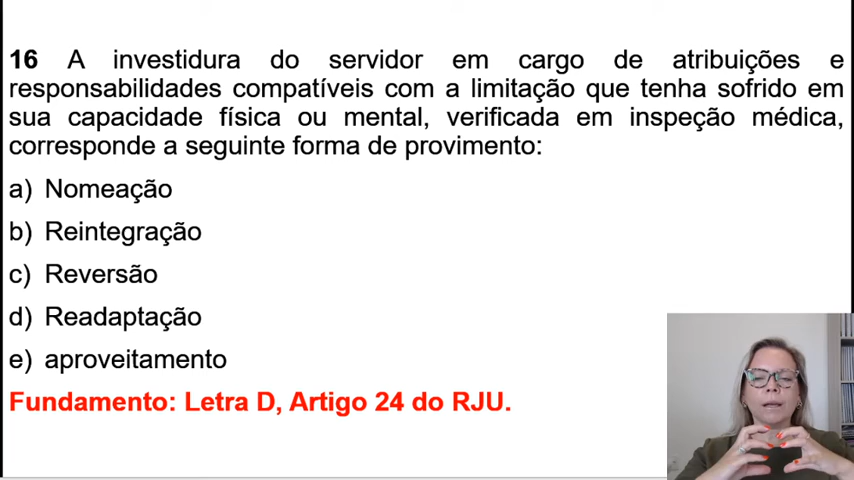 16 A investidura do servidor em cargo de atribuições e
responsabilidades compatíveis com a limitação que tenha sofrido em
sua capacidade física ou mental, verificada em inspeção médica,
corresponde a seguinte forma de provimento:
a) Nomeação
b) Reintegração
c) Reversão
d) Readaptação
e) aproveitamento
Fundamento: Letra D, Artigo 24 do RJU.